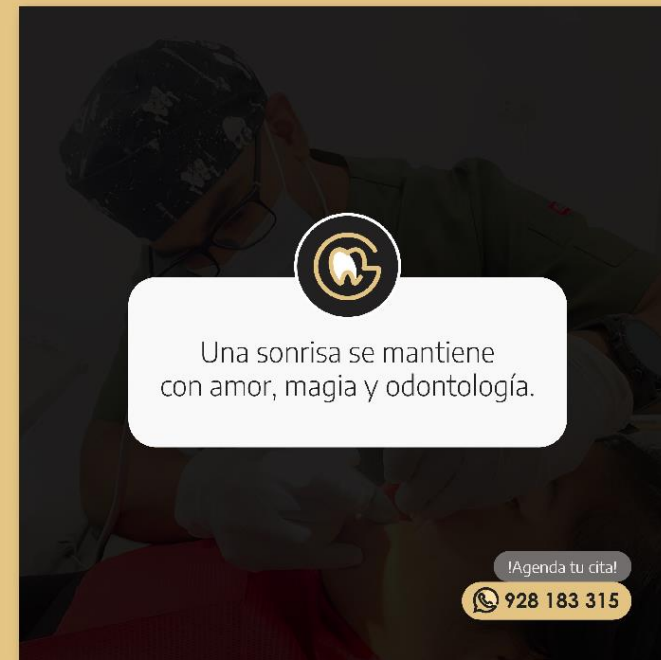 Una sonrisa se mantiene
con amor, magia y odontología.
!Agenda tu cita!
928 183 315